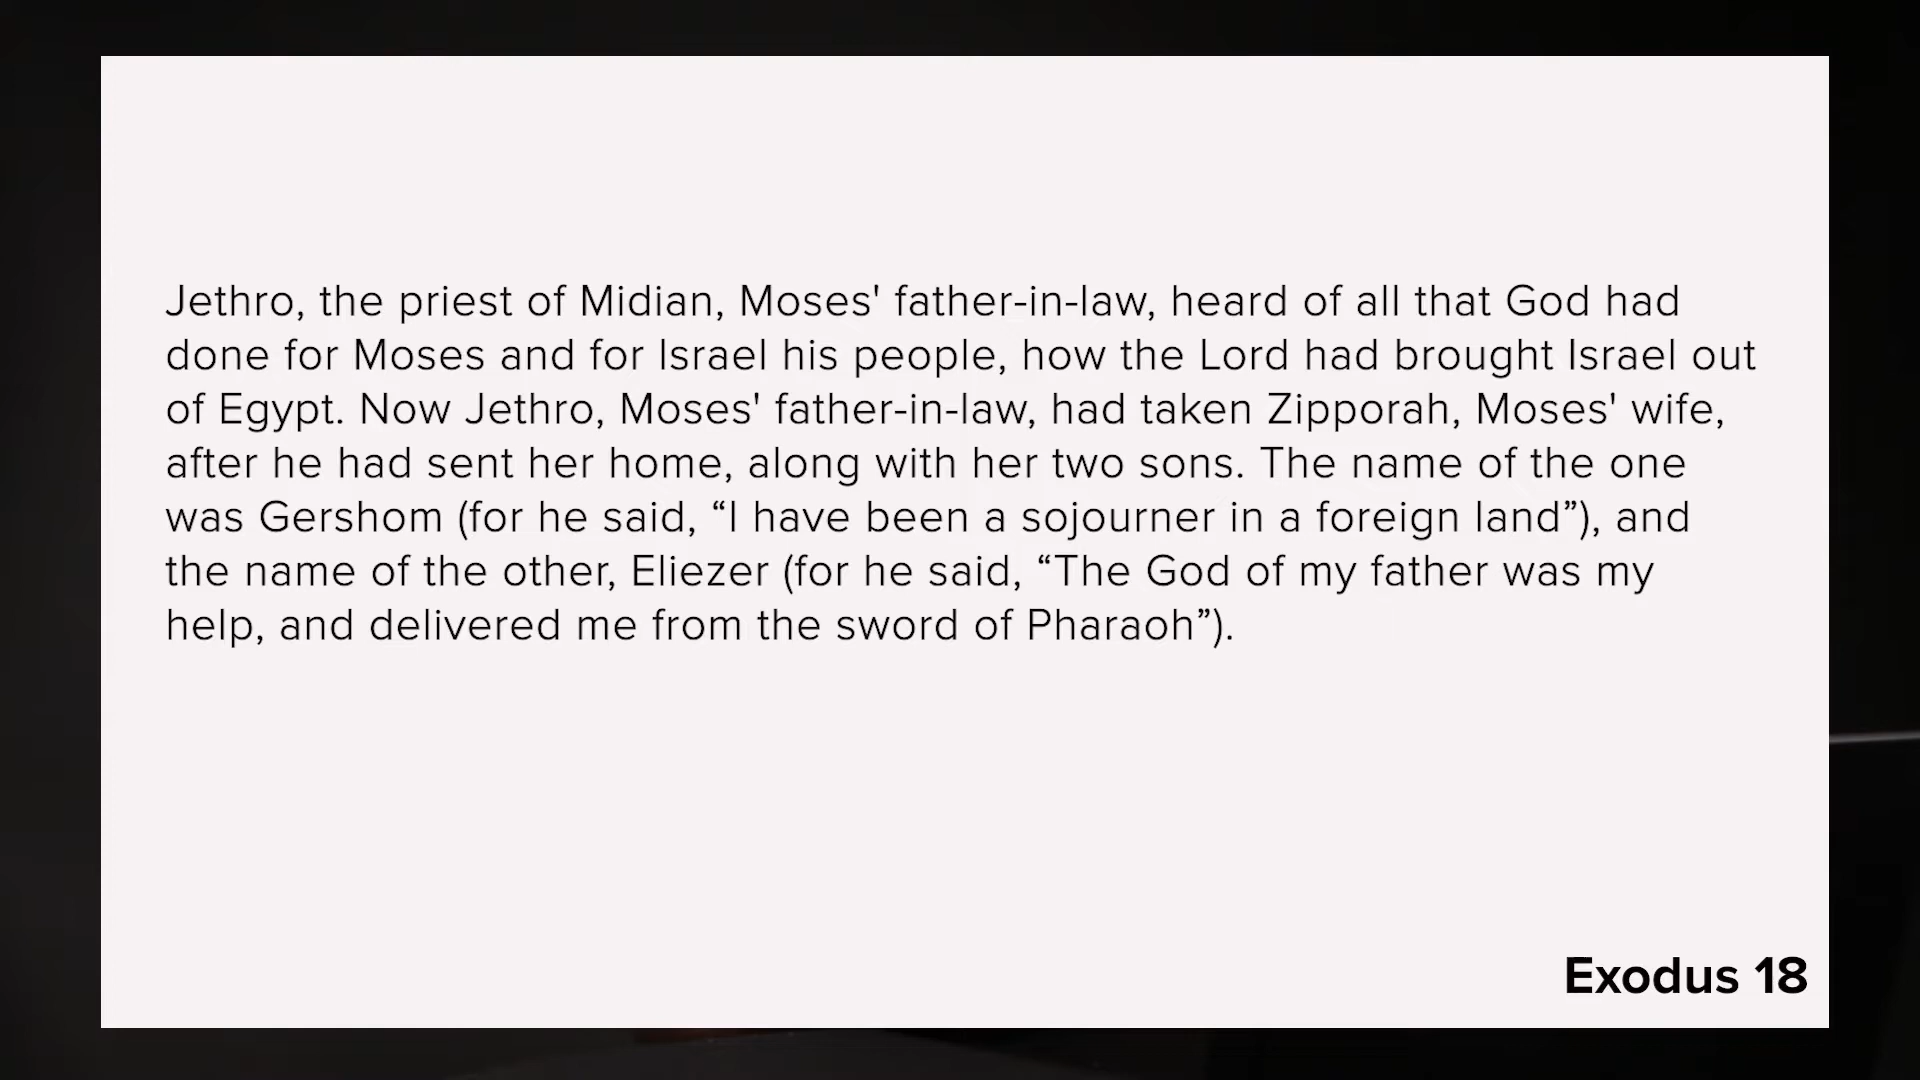 Jethro, the priest of Midian, Moses' father-in-law, heard of all that God had
done for Moses and for Israel his people, how the Lord had brought Israel out
of Egypt. Now Jethro, Moses' father-in-law, had taken Zipporah, Moses' wife,
after he had sent her home, along with her two sons. The name of the one
was Gershom (for he said, “I have been a sojourner in a foreign land”), and
the name of the other, Eliezer (for he said, “The God of my father was my
help, and delivered me from the sword of Pharaoh”).
Exodus 18